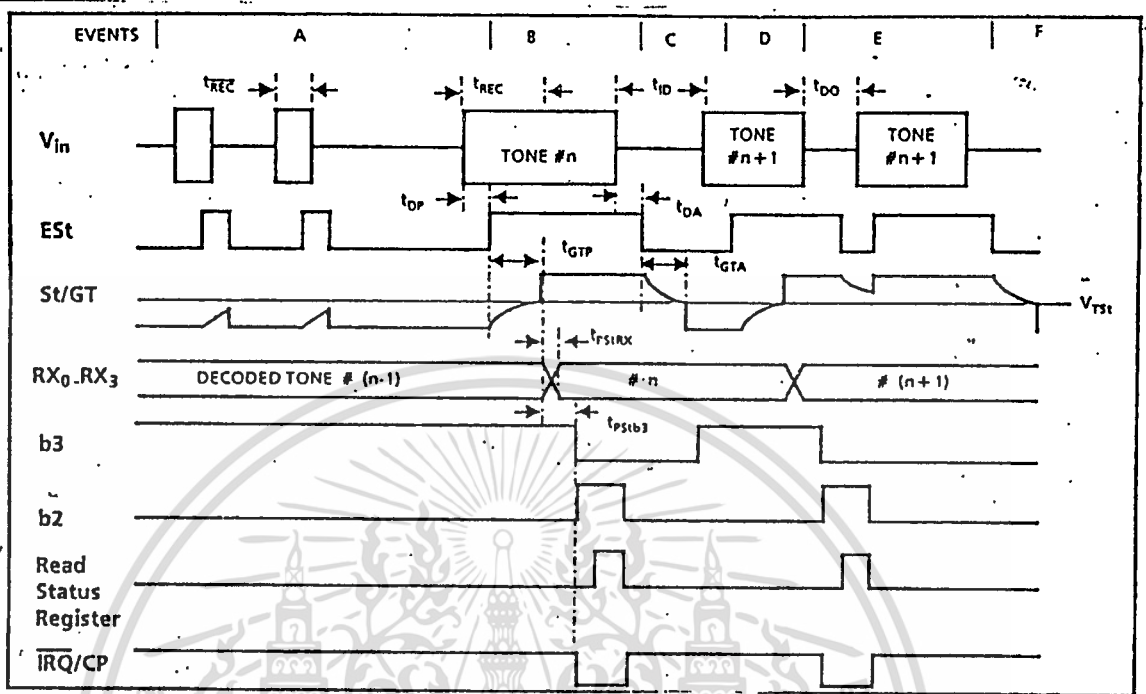 EVENTS A B C D E F
tREC tREC tID tDO
Vin TONE #n TONE #n+1 TONE #n+1
tDP tDA
ESt
tGTP tGTA
St/GT VTSt
tPStRX
RX0-RX3 DECODED TONE # (n-1) # n # (n+1)
tPStb3
b3
b2
Read
Status
Register
IRQ/CP